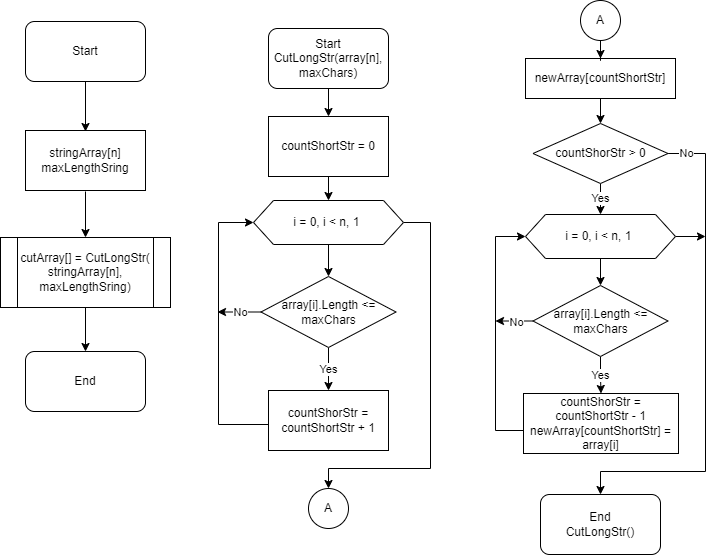 Start
stringArray[n]
maxLengthSring
cutArray[] = CutLongStr(
stringArray[n],
maxLengthSring)
End
Start
CutLongStr(array[n],
maxChars)
countShortStr = 0
i = 0, i < n, 1
array[i].Length <=
maxChars
No
Yes
countShorStr =
countShortStr + 1
A
A
newArray[countShortStr]
countShorStr > 0
No
Yes
i = 0, i < n, 1
array[i].Length <=
maxChars
No
Yes
countShorStr =
countShortStr - 1
newArray[countShortStr] =
array[i]
End
CutLongStr()